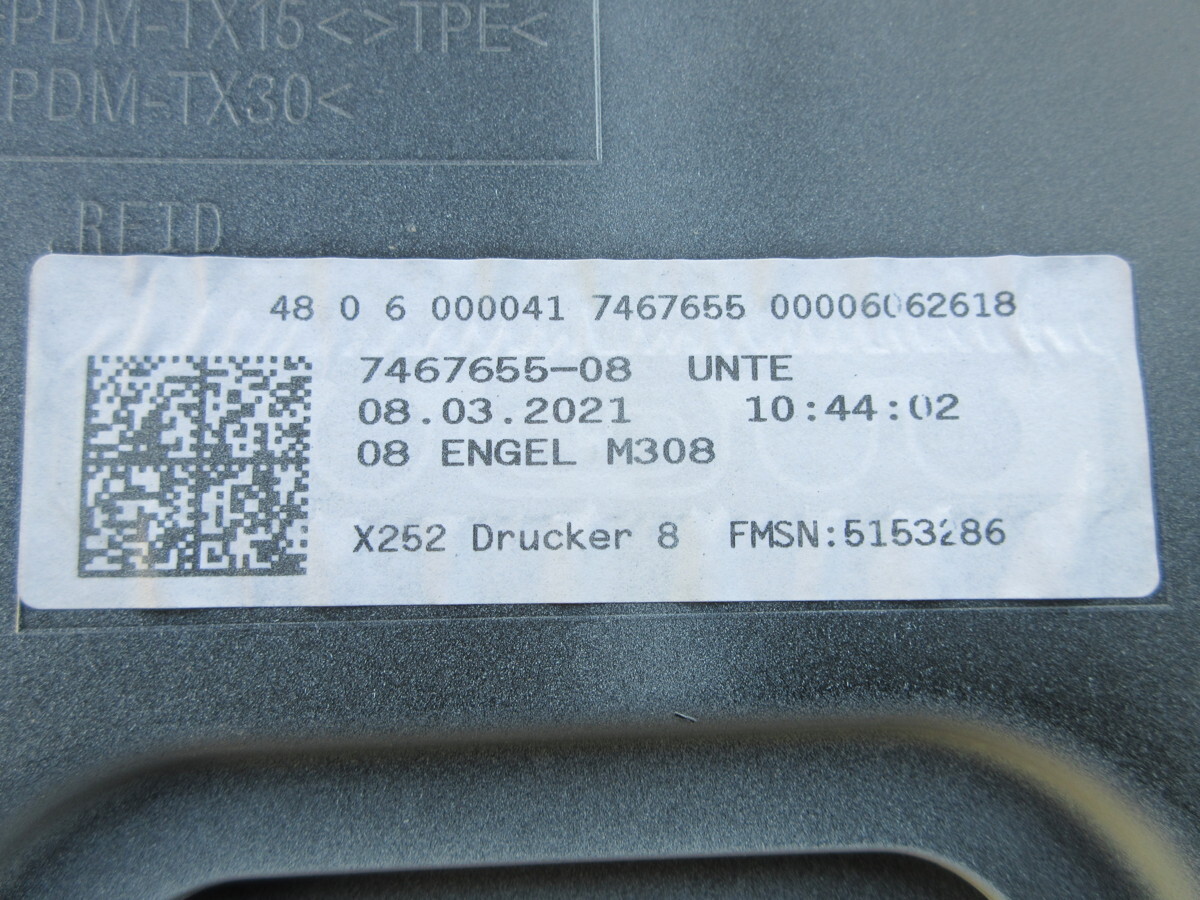 PDM-TX15<>TPE<
PDM-TX30<
RFID
48 0 6 000041 7467655 00006062618
7467655-08 UNTE
08.03.2021 10:44:02
08 ENGEL M308
X252 Drucker 8 FMSN:5153286